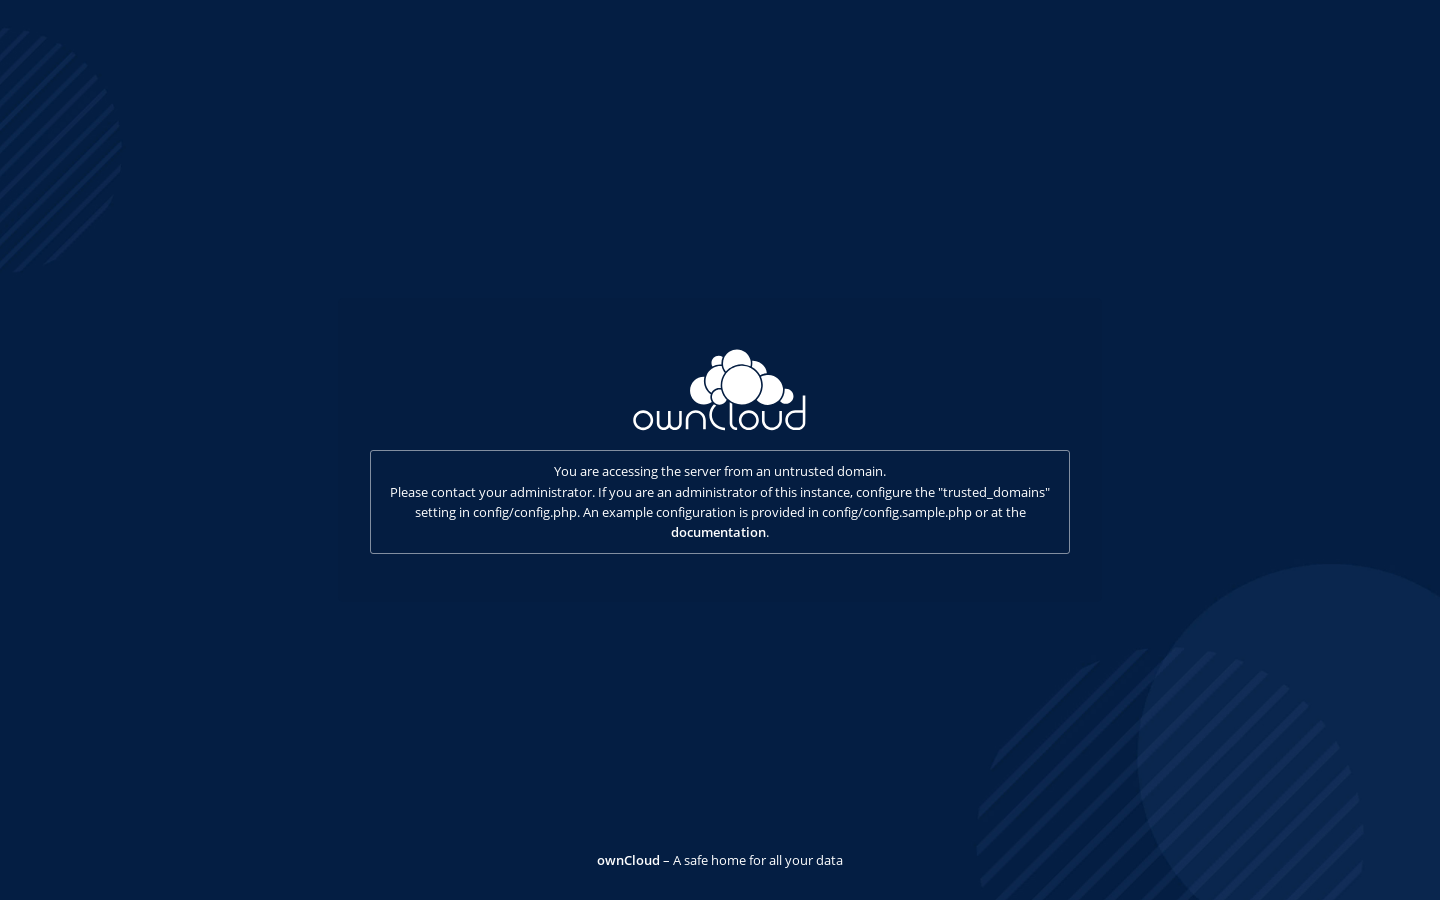 ownCloud
You are accessing the server from an untrusted domain.
Please contact your administrator. If you are an administrator of this instance, configure the "trusted_domains"
setting in config/config.php. An example configuration is provided in config/config.sample.php or at the
documentation.
ownCloud – A safe home for all your data